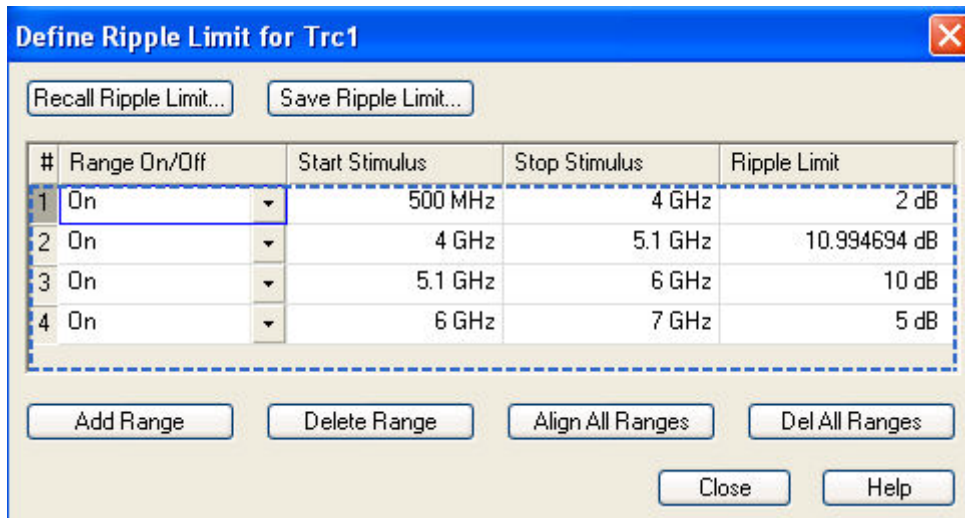 Define Ripple Limit for Trc1
Recall Ripple Limit... Save Ripple Limit...
# Range On/Off Start Stimulus Stop Stimulus Ripple Limit
1 On 500 MHz 4 GHz 2 dB
2 On 4 GHz 5.1 GHz 10.994694 dB
3 On 5.1 GHz 6 GHz 10 dB
4 On 6 GHz 7 GHz 5 dB
Add Range Delete Range Align All Ranges Del All Ranges
Close Help